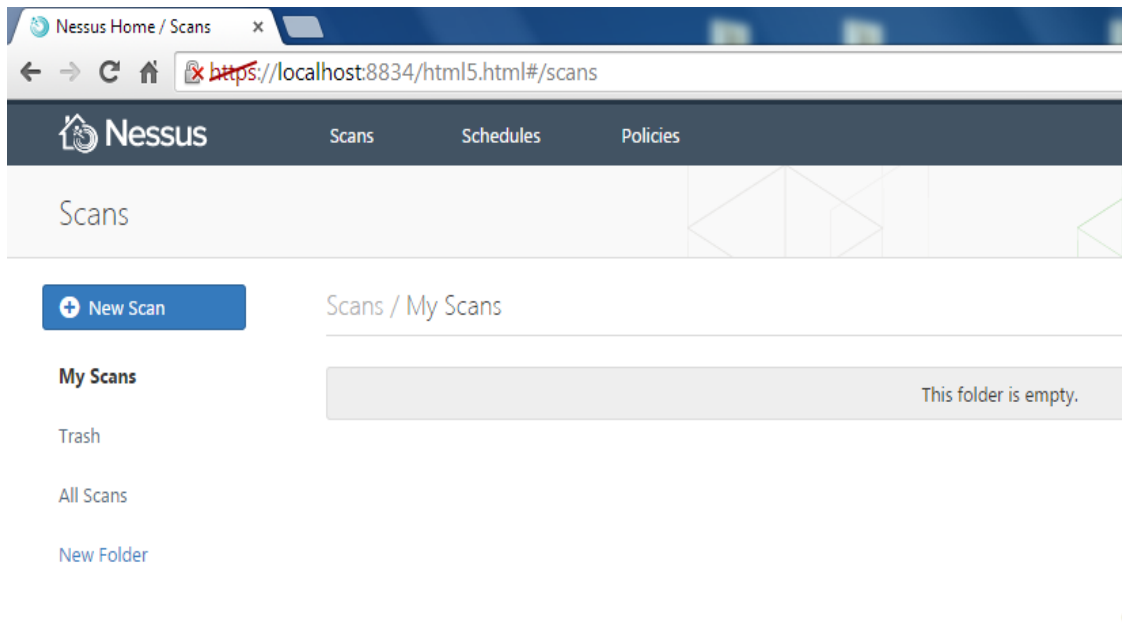 Nessus Home / Scans
https://localhost:8834/html5.html#/scans
Nessus Scans Schedules Policies
Scans
New Scan
Scans / My Scans
My Scans
This folder is empty.
Trash
All Scans
New Folder